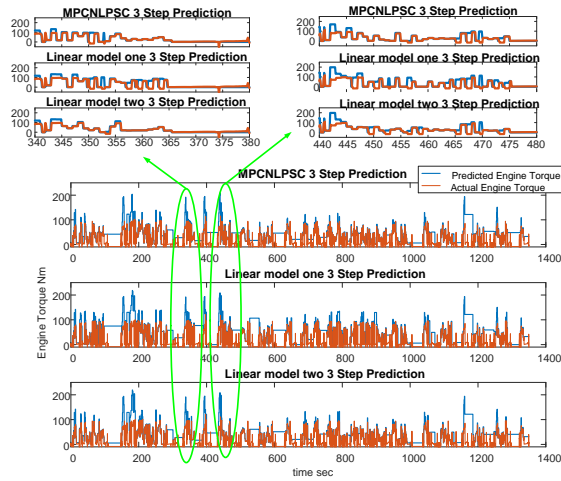 MPCNLPSC 3 Step Prediction
200
100
0
Linear model one 3 Step Prediction
200
100
0
Linear model two 3 Step Prediction
200
100
0
340 345 350 355 360 365 370 375 380
MPCNLPSC 3 Step Prediction
200
100
0
Linear model one 3 Step Prediction
200
100
0
Linear model two 3 Step Prediction
200
100
0
440 445 450 455 460 465 470 475 480
MPCNLPSC 3 Step Prediction
Predicted Engine Torque
Actual Engine Torque
200
100
0
0 200 400 600 800 1000 1200 1400
Linear model one 3 Step Prediction
Engine Torque Nm
200
100
0
0 200 400 600 800 1000 1200 1400
Linear model two 3 Step Prediction
200
100
0
0 200 400 600 800 1000 1200 1400
time sec